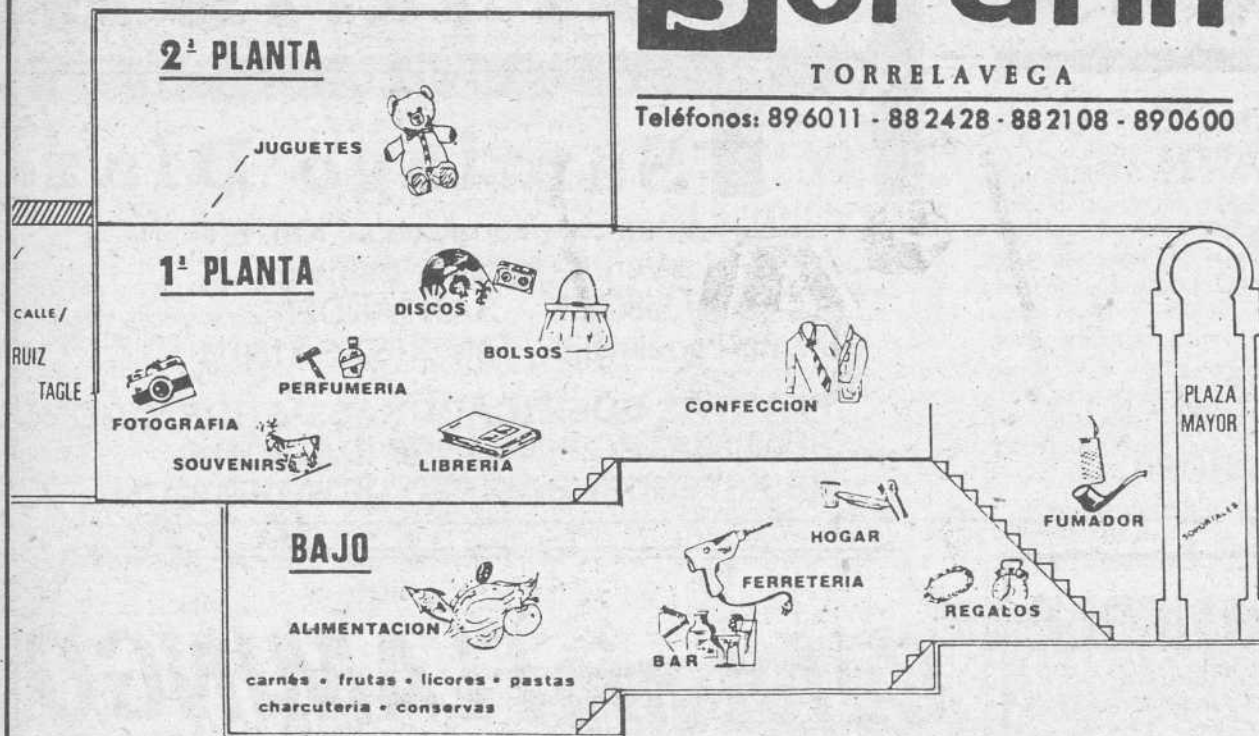 2ª PLANTA
JUGUETES
TORRELAVEGA
Teléfonos: 896011 - 882428 - 882108 - 890600
1ª PLANTA
DISCOS
BOLSOS
CALLE/
RUIZ
TAGLE
PERFUMERIA
FOTOGRAFIA
SOUVENIRS
LIBRERIA
CONFECCION
PLAZA
MAYOR
FUMADOR
SOPORTALES
BAJO
HOGAR
FERRETERIA
REGALOS
ALIMENTACION
BAR
carnes • frutas • licores • pastas
charcuteria • conservas